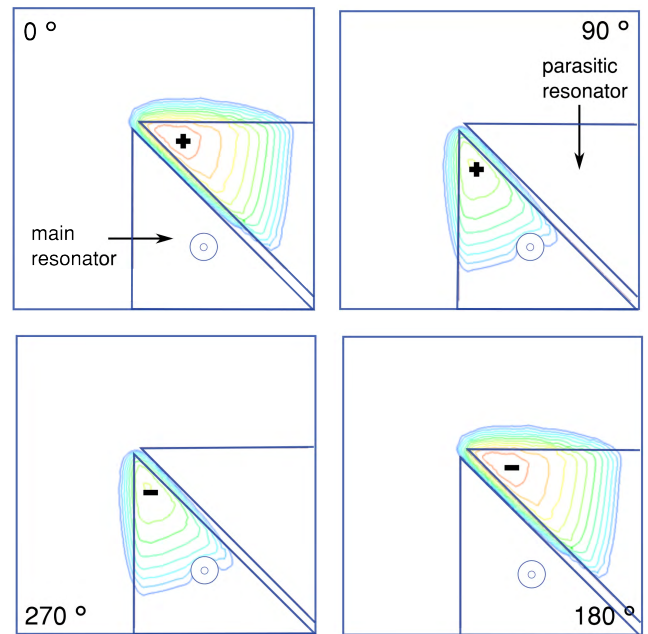 0 º
90 º
parasitic
resonator
+
+
main
resonator
-
-
270 º
180 º